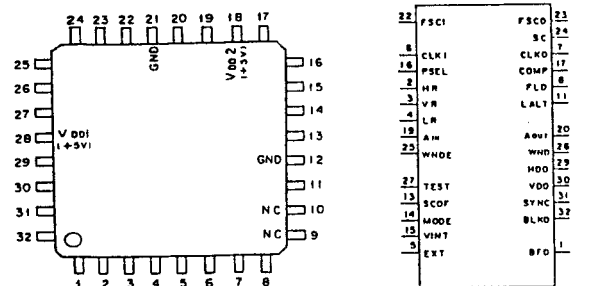 24 23 22 21 20 19 18 17
GND
VDD2
(+5V)
25
26
27
28
29
30
31
32
VDD1
(+5V)
16
15
14
13
GND 12
11
NC 10
NC 9
1 2 3 4 5 6 7 8
22 FSCI
6 CLKI
16 PSEL
2 HR
3 VR
4 LR
19 Ain
25 WNDE
27 TEST
13 SCOF
14 MODE
15 VINT
5 EXT
FSCO 23
SC 24
CLKO 7
COMP 17
FLD 8
LALT 11
Aout 20
WND 26
HDO 29
VDO 30
SYNC 31
BLKO 32
BFO 1